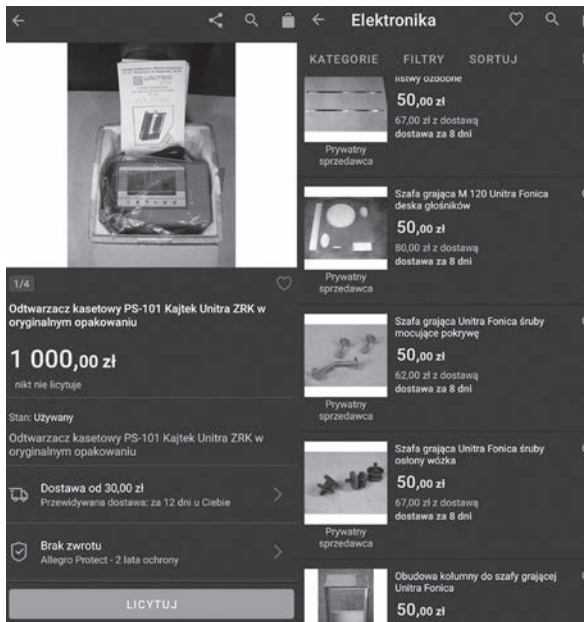 1/4
Odtwarzacz kasetowy PS-101 Kajtek Unitra ZRK w
oryginalnym opakowaniu
1 000,00 zł
nikt nie licytuje
Stan: Używany
Odtwarzacz kasetowy PS-101 Kajtek Unitra ZRK w
oryginalnym opakowaniu
Dostawa od 30,00 zł
Przewidywana dostawa: za 12 dni u Ciebie
Brak zwrotu
Allegro Protect - 2 lata ochrony
LICYTUJ
Elektronika
KATEGORIE FILTRY SORTUJ
listwy ozdobne
50,00 zł
67,00 zł z dostawą
dostawa za 8 dni
Prywatny
sprzedawca
Szafa grająca M 120 Unitra Fonica
deska głośników
50,00 zł
80,00 zł z dostawą
dostawa za 8 dni
Prywatny
sprzedawca
Szafa grająca Unitra Fonica śruby
mocujące pokrywę
50,00 zł
62,00 zł z dostawą
dostawa za 8 dni
Prywatny
sprzedawca
Szafa grająca Unitra Fonica śruby
osłony wózka
50,00 zł
67,00 zł z dostawą
dostawa za 8 dni
Prywatny
sprzedawca
Obudowa kolumny do szafy grającej
Unitra Fonica
50,00 zł